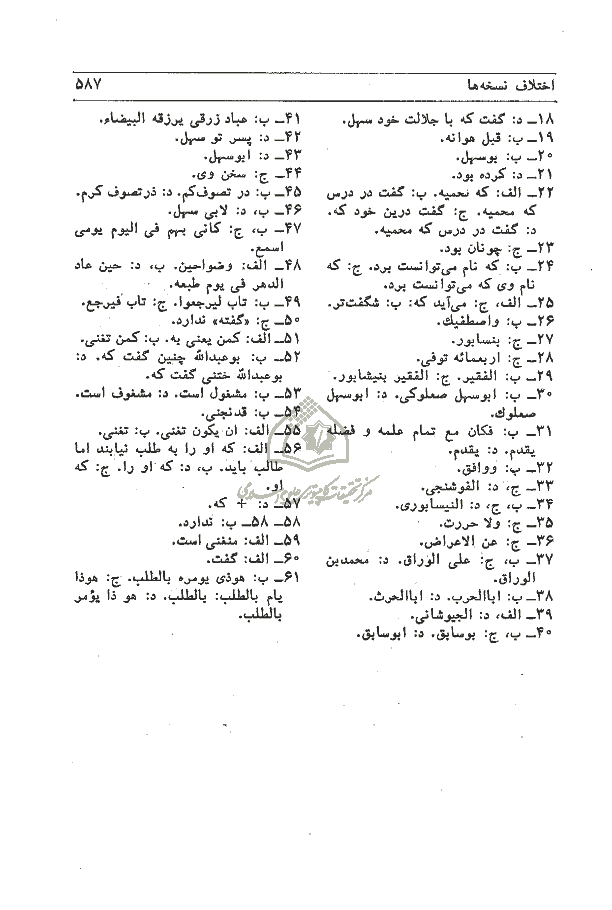 اختلاف نسخه‌ها ۵۸۷
۱۸ـ د: گفت که با جلالت خود سهل.
۱۹ـ ب: قبل هوانه.
۲۰ـ ب: بوسهل.
۲۱ـ د: کرده بود.
۲۲ـ الف: که نحمیه. ب: گفت در درس
که محمیه. ج: گفت درین خود که.
د: گفت در درس که محمیه.
۲۳ـ ج: چونان بود.
۲۴ـ ب: که نام می‌توانست برد. ج: که
نام وی که می‌توانست برد.
۲۵ـ الف، ج: می‌آید که: ب: شگفت‌تر.
۲۶ـ ب: واصطفیك.
۲۷ـ ج: بنسابور.
۲۸ـ ج: اربعمائه توفی.
۲۹ـ ب: الفقیر. ج: الفقیر بنیشابور.
۳۰ـ ب: ابوسهل صعلوکی. د: ابوسهل
صعلوك.
۳۱ـ ب: فکان مع تمام علمه و فضله
یقدم. د: یقدم.
۳۲ـ ب: ووافق.
۳۳ـ ج، د: الفوشنجی.
۳۴ـ ب، ج، د: النیسابوری.
۳۵ـ ج: ولا حررت.
۳۶ـ ج: عن الاعراض.
۳۷ـ ب، ج: علی الوراق. د: محمدبن
الوراق.
۳۸ـ ب: اباالحرب. د: اباالحرث.
۳۹ـ الف، د: الجیوشانی.
۴۰ـ ب، ج: بوسابق. د: ابوسابق.
۴۱ـ ب: عباد زرقی یرزقه البیضاء.
۴۲ـ د: پسر تو سهل.
۴۳ـ د: ابوسهل.
۴۴ـ ج: سخن وی.
۴۵ـ ب: در تصوف‌کم. د: ذرتصوف کرم.
۴۶ـ ب، د: لابی سهل.
۴۷ـ ب، ج: کانی بهم فی الیوم یومی
اسمع.
۴۸ـ الف: وضواحین. ب، د: حین عاد
الدهر فی یوم طبعه.
۴۹ـ ب: تاب لیرجعوا. ج: تاب فیرجع.
۵۰ـ ج: «گفته» ندارد.
۵۱ـ الف: کمن یعنی به. ب: کمن تغنی.
۵۲ـ ب: بوعبدالله چنین گفت که. د:
بوعبدالله ختنی گفت که.
۵۳ـ ب: مشغول است. د: مشغوف است.
۵۴ـ ب: قدنجنی.
۵۵ـ الف: ان یکون تفنی. ب: تفنی.
۵۶ـ الف: که او را به طلب نیابند اما
طالب یابد. ب، د: که او را. ج: که
او.
۵۷ـ د: + که.
۵۸ـ ۵۸ـ ب: ندارد.
۵۹ـ الف: منغنی است.
۶۰ـ الف: گفت.
۶۱ـ ب: هوذی یومره بالطلب. ج: هوذا
یام بالطلب: بالطلب. د: هو ذا یؤمر
بالطلب.